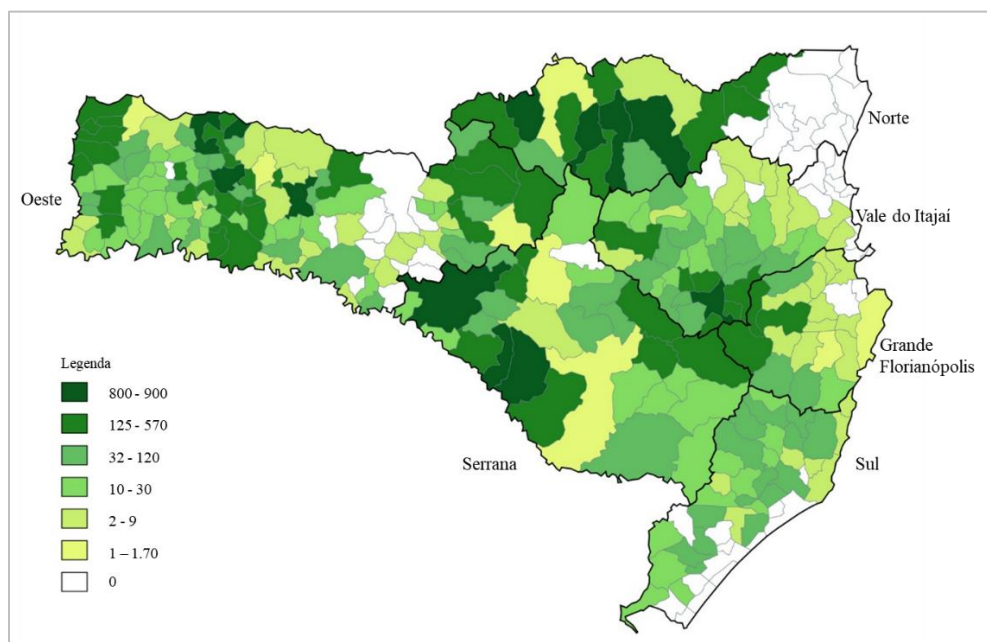 Norte
Oeste
Vale do Itajaí
Grande
Florianópolis
Legenda
800 - 900
125 - 570
32 - 120
10 - 30
2 - 9
1 – 1.70
0
Serrana
Sul